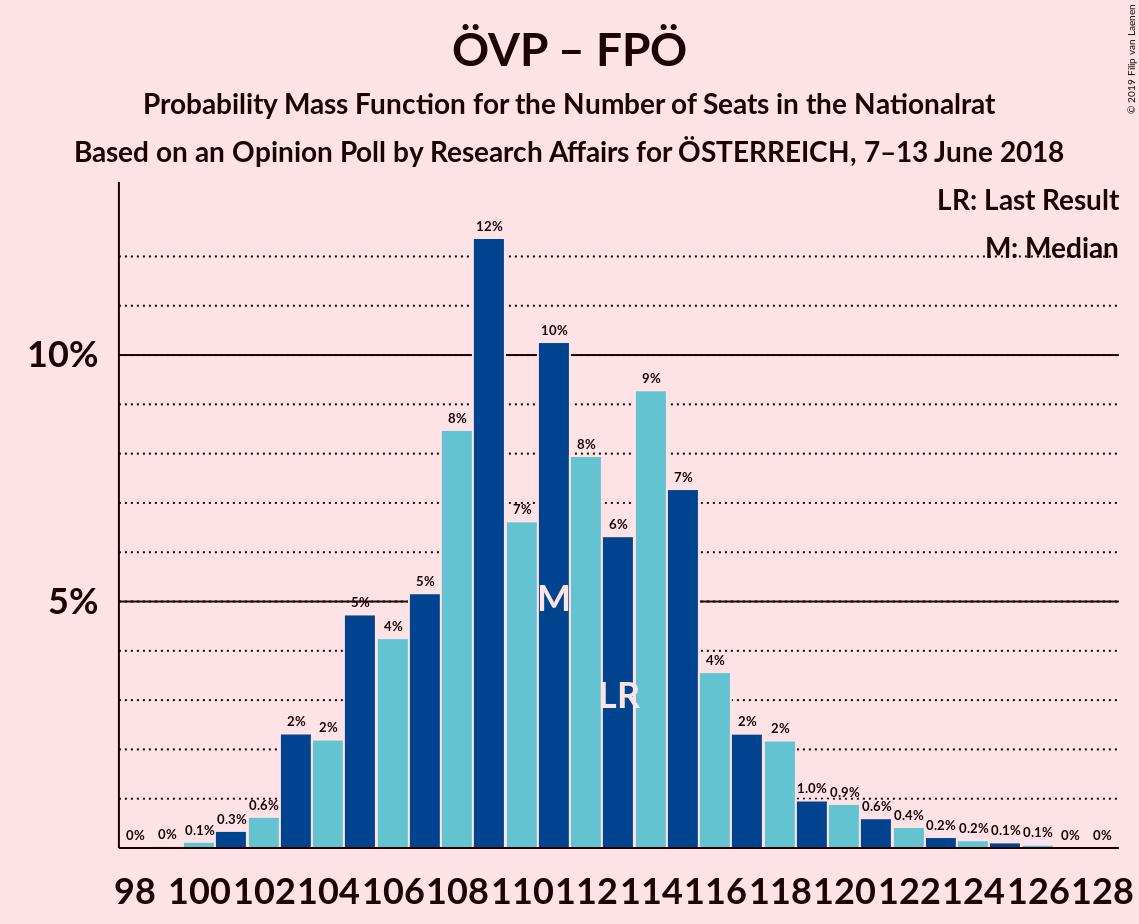 ÖVP – FPÖ
Probability Mass Function for the Number of Seats in the Nationalrat
Based on an Opinion Poll by Research Affairs for ÖSTERREICH, 7–13 June 2018
© 2019 Filip van Laenen
LR: Last Result
M: Median
10%
5%
0% 0% 0.1% 0.3% 0.6% 2% 2% 5% 4% 5% 8% 12% 7% 10% 8% 6% 9% 7% 4% 2% 2% 1.0% 0.9% 0.6% 0.4% 0.2% 0.2% 0.1% 0.1% 0% 0%
M
LR
98 100 102 104 106 108 110 112 114 116 118 120 122 124 126 128